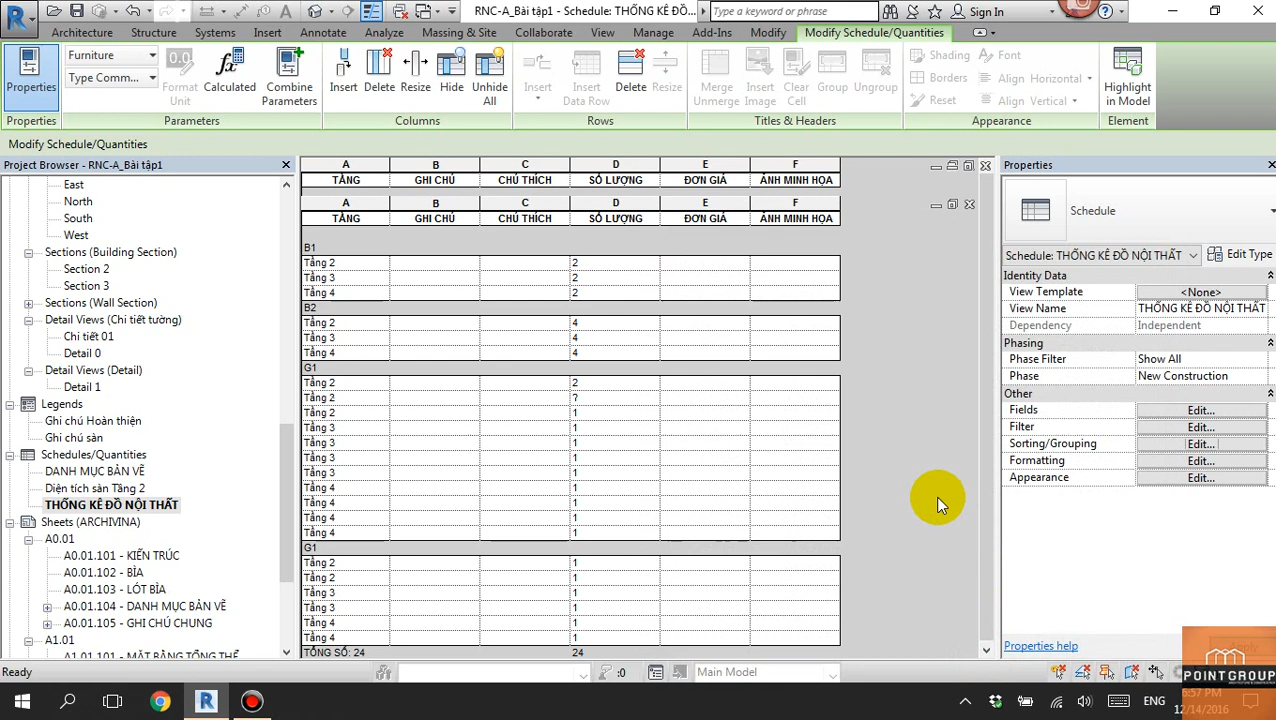 RNC-A_Bài tập1 - Schedule: THỐNG KÊ Đ...
Type a keyword or phrase
Sign In
Architecture Structure Systems Insert Annotate Analyze Massing & Site Collaborate View Manage Add-Ins Modify Modify Schedule/Quantities
Furniture
Type Comm...
Properties
Format Unit
Calculated
Combine Parameters
Insert
Delete
Resize
Hide
Unhide All
Insert
Insert Data Row
Delete
Resize
Merge Unmerge
Insert Image
Clear Cell
Group
Ungroup
Shading
Borders
Reset
Font
Align Horizontal
Align Vertical
Highlight in Model
Properties Parameters Columns Rows Titles & Headers Appearance Element
Modify Schedule/Quantities
Project Browser - RNC-A_Bài tập1
East
North
South
West
Sections (Building Section)
Section 2
Section 3
Sections (Wall Section)
Detail Views (Chi tiết tường)
Chi tiết 01
Detail 0
Detail Views (Detail)
Detail 1
Legends
Ghi chú Hoàn thiện
Ghi chú sàn
Schedules/Quantities
DANH MỤC BẢN VẼ
Diện tích sàn Tầng 2
THỐNG KÊ ĐỒ NỘI THẤT
Sheets (ARCHIVINA)
A0.01
A0.01.101 - KIẾN TRÚC
A0.01.102 - BÌA
A0.01.103 - LÓT BÌA
A0.01.104 - DANH MỤC BẢN VẼ
A0.01.105 - GHI CHÚ CHUNG
A1.01
A1.01.101 - MẶT BẰNG TỔNG THỂ
A B C D E F
TẦNG GHI CHÚ CHÚ THÍCH SỐ LƯỢNG ĐƠN GIÁ ẢNH MINH HỌA
A B C D E F
TẦNG GHI CHÚ CHÚ THÍCH SỐ LƯỢNG ĐƠN GIÁ ẢNH MINH HỌA
B1
Tầng 2 2
Tầng 3 2
Tầng 4 2
B2
Tầng 2 4
Tầng 3 4
Tầng 4 4
G1
Tầng 2 2
Tầng 2
Tầng 2 1
Tầng 3 1
Tầng 3 1
Tầng 3 1
Tầng 4 1
Tầng 4 1
Tầng 4 1
Tầng 4 1
G1
Tầng 2 1
Tầng 2 1
Tầng 3 1
Tầng 3 1
Tầng 4 1
Tầng 4 1
TỔNG SỐ: 24 24
Properties
Schedule
Schedule: THỐNG KÊ ĐỒ NỘI THẤT
Edit Type
Identity Data
View Template <None>
View Name THỐNG KÊ ĐỒ NỘI THẤT
Dependency Independent
Phasing
Phase Filter Show All
Phase New Construction
Other
Fields Edit...
Filter Edit...
Sorting/Grouping Edit...
Formatting Edit...
Appearance Edit...
Properties help
Ready
:0
Main Model
POINTGROUP
ENG
6:57 PM
12/14/2016